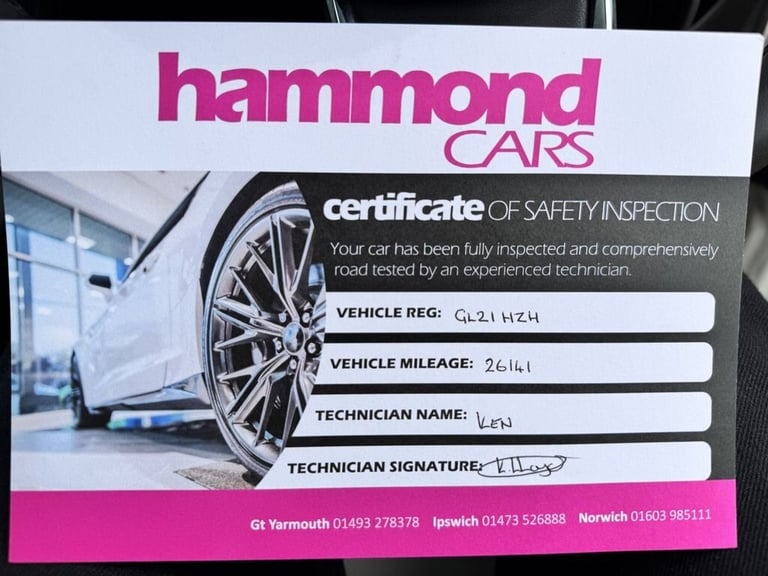 hammond
CARS
certificate OF SAFETY INSPECTION
Your car has been fully inspected and comprehensively
road tested by an experienced technician.
VEHICLE REG: GL21 HZH
VEHICLE MILEAGE: 26141
TECHNICIAN NAME: KEN
TECHNICIAN SIGNATURE:
Gt Yarmouth 01493 278378 Ipswich 01473 526888 Norwich 01603 985111